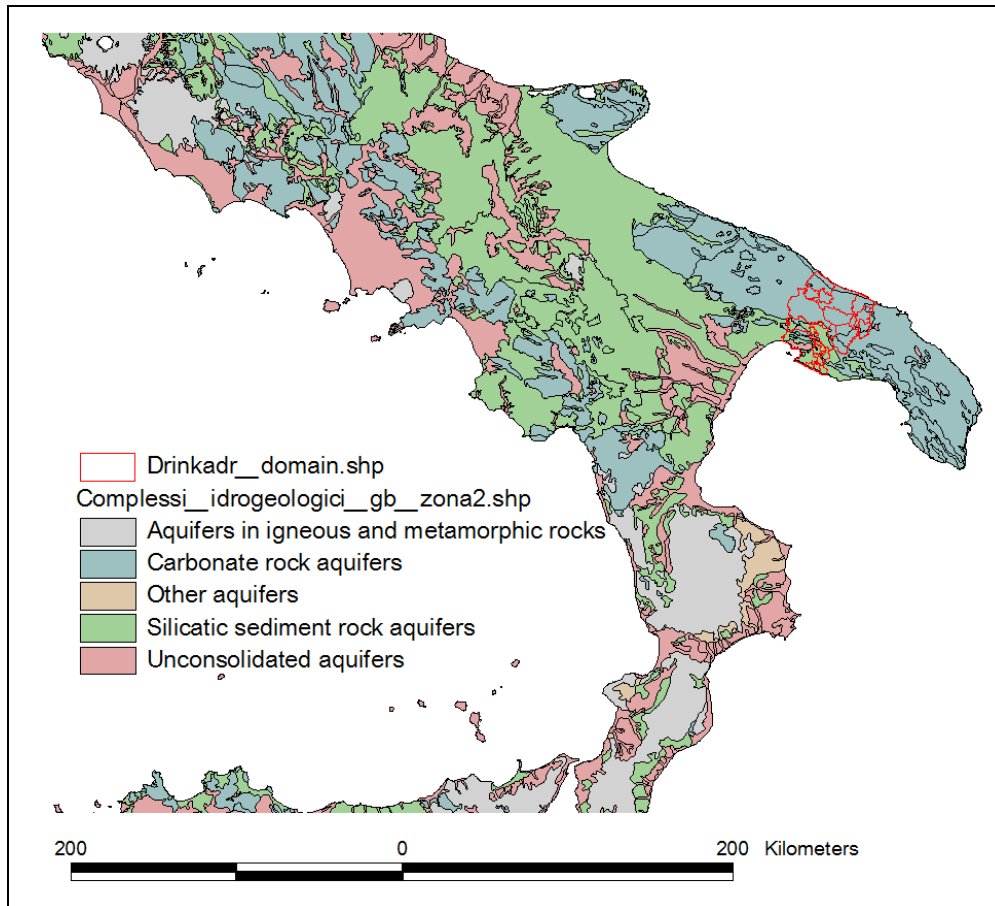 Drinkadr__domain.shp
Complessi__idrogeologici__gb__zona2.shp
Aquifers in igneous and metamorphic rocks
Carbonate rock aquifers
Other aquifers
Silicatic sediment rock aquifers
Unconsolidated aquifers
200 0 200 Kilometers